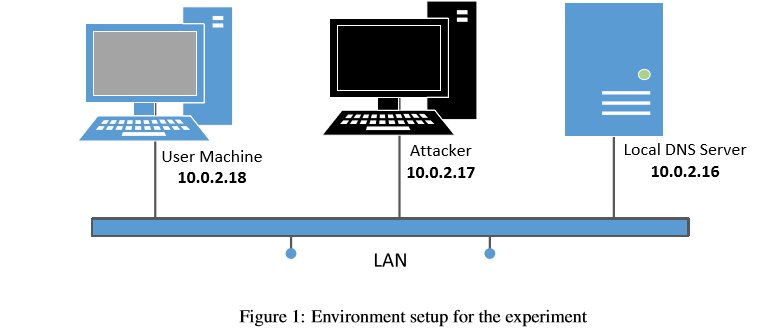 User Machine
10.0.2.18
Attacker
10.0.2.17
Local DNS Server
10.0.2.16
LAN
Figure 1: Environment setup for the experiment